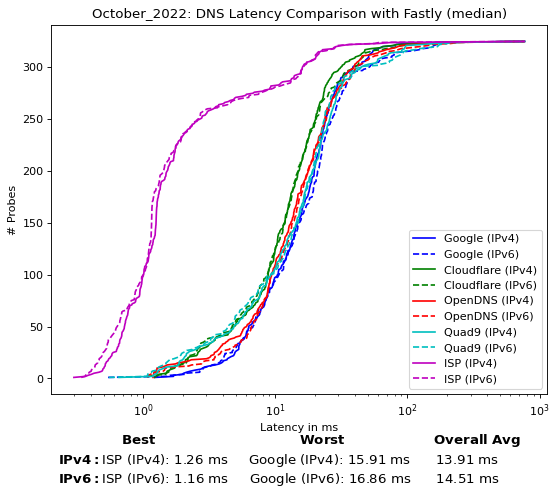 October_2022: DNS Latency Comparison with Fastly (median)
# Probes
300
250
200
150
100
50
0
Google (IPv4)
Google (IPv6)
Cloudflare (IPv4)
Cloudflare (IPv6)
OpenDNS (IPv4)
OpenDNS (IPv6)
Quad9 (IPv4)
Quad9 (IPv6)
ISP (IPv4)
ISP (IPv6)
10⁰ 10¹ 10² 10³
Latency in ms
Best Worst Overall Avg
IPv4: ISP (IPv4): 1.26 ms Google (IPv4): 15.91 ms 13.91 ms
IPv6: ISP (IPv6): 1.16 ms Google (IPv6): 16.86 ms 14.51 ms